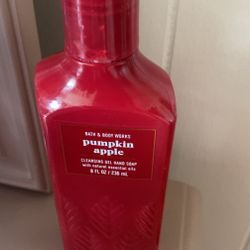 BATH & BODY WORKS
pumpkin
apple
CLEANSING GEL HAND SOAP
with natural essential oils
8 FL OZ / 236 mL